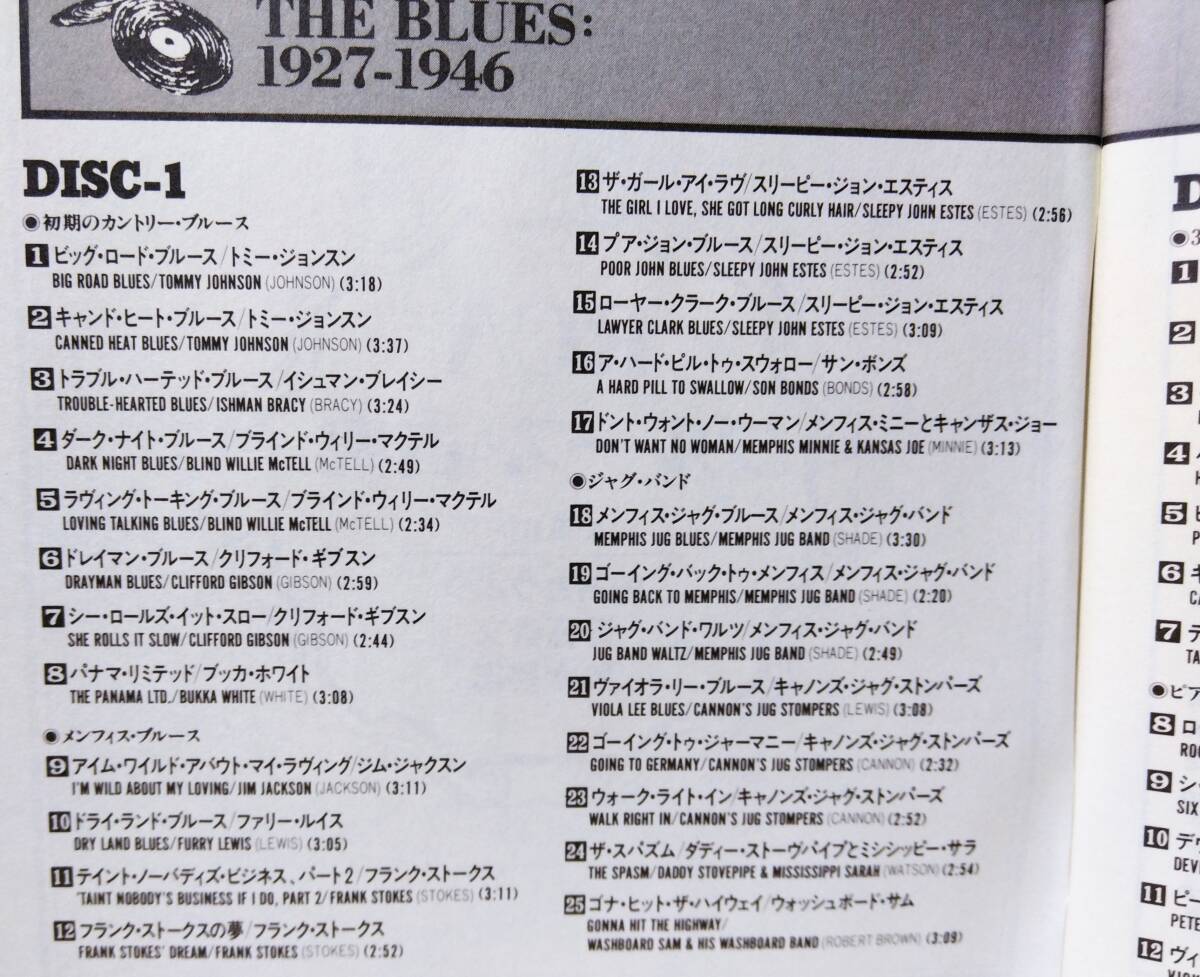 THE BLUES:
1927-1946
DISC-1
◉初期のカントリー・ブルース
1 ビッグ・ロード・ブルース/トミー・ジョンスン
BIG ROAD BLUES/TOMMY JOHNSON (JOHNSON) (3:18)
2 キャンド・ヒート・ブルース/トミー・ジョンスン
CANNED HEAT BLUES/TOMMY JOHNSON (JOHNSON) (3:37)
3 トラブル・ハーテッド・ブルース/イシュマン・ブレイシー
TROUBLE-HEARTED BLUES/ISHMAN BRACY (BRACY) (3:24)
4 ダーク・ナイト・ブルース/ブラインド・ウィリー・マクテル
DARK NIGHT BLUES/BLIND WILLIE McTELL (McTELL) (2:49)
5 ラヴィング・トーキング・ブルース/ブラインド・ウィリー・マクテル
LOVING TALKING BLUES/BLIND WILLIE McTELL (McTELL) (2:34)
6 ドレイマン・ブルース/クリフォード・ギブスン
DRAYMAN BLUES/CLIFFORD GIBSON (GIBSON) (2:59)
7 シー・ロールズ・イット・スロー/クリフォード・ギブスン
SHE ROLLS IT SLOW/CLIFFORD GIBSON (GIBSON) (2:44)
8 パナマ・リミテッド/ブッカ・ホワイト
THE PANAMA LTD./BUKKA WHITE (WHITE) (3:08)
◉メンフィス・ブルース
9 アイム・ワイルド・アバウト・マイ・ラヴィング/ジム・ジャクスン
I'M WILD ABOUT MY LOVING/JIM JACKSON (JACKSON) (3:11)
10 ドライ・ランド・ブルース/ファリー・ルイス
DRY LAND BLUES/FURRY LEWIS (LEWIS) (3:05)
11 テイント・ノーバディズ・ビジネス、パート2/フランク・ストークス
'TAINT NOBODY'S BUSINESS IF I DO, PART 2/FRANK STOKES (STOKES) (3:11)
12 フランク・ストークスの夢/フランク・ストークス
FRANK STOKES' DREAM/FRANK STOKES (STOKES) (2:52)
13 ザ・ガール・アイ・ラヴ/スリーピー・ジョン・エスティス
THE GIRL I LOVE, SHE GOT LONG CURLY HAIR/SLEEPY JOHN ESTES (ESTES) (2:56)
14 プア・ジョン・ブルース/スリーピー・ジョン・エスティス
POOR JOHN BLUES/SLEEPY JOHN ESTES (ESTES) (2:52)
15 ローヤー・クラーク・ブルース/スリーピー・ジョン・エスティス
LAWYER CLARK BLUES/SLEEPY JOHN ESTES (ESTES) (3:09)
16 ア・ハード・ピル・トゥ・スウォロー/サン・ボンズ
A HARD PILL TO SWALLOW/SON BONDS (BONDS) (2:58)
17 ドント・ウォント・ノー・ウーマン/メンフィス・ミニーとキャンザス・ジョー
DON'T WANT NO WOMAN/MEMPHIS MINNIE & KANSAS JOE (MINNIE) (3:13)
◉ジャグ・バンド
18 メンフィス・ジャグ・ブルース/メンフィス・ジャグ・バンド
MEMPHIS JUG BLUES/MEMPHIS JUG BAND (SHADE) (3:30)
19 ゴーイング・バック・トゥ・メンフィス/メンフィス・ジャグ・バンド
GOING BACK TO MEMPHIS/MEMPHIS JUG BAND (SHADE) (2:20)
20 ジャグ・バンド・ワルツ/メンフィス・ジャグ・バンド
JUG BAND WALTZ/MEMPHIS JUG BAND (SHADE) (2:49)
21 ヴァイオラ・リー・ブルース/キャノンズ・ジャグ・ストンパーズ
VIOLA LEE BLUES/CANNON'S JUG STOMPERS (LEWIS) (3:08)
22 ゴーイング・トゥ・ジャーマニー/キャノンズ・ジャグ・ストンパーズ
GOING TO GERMANY/CANNON'S JUG STOMPERS (CANNON) (2:32)
23 ウォーク・ライト・イン/キャノンズ・ジャグ・ストンパーズ
WALK RIGHT IN/CANNON'S JUG STOMPERS (CANNON) (2:52)
24 ザ・スパズム/ダディー・ストーヴパイプとミシシッピー・サラ
THE SPASM/DADDY STOVEPIPE & MISSISSIPPI SARAH (WATSON) (2:54)
25 ゴナ・ヒット・ザ・ハイウェイ/ウォッシュボード・サム
GONNA HIT THE HIGHWAY/
WASHBOARD SAM & HIS WASHBOARD BAND (ROBERT BROWN) (3:09)
◉3
1
2
3
4
5
6
7
TA
◉ピア
8 ロ
ROC
9 シ
SIX
10 デ
DEV
11 ピー
PETE
12 ヴィ